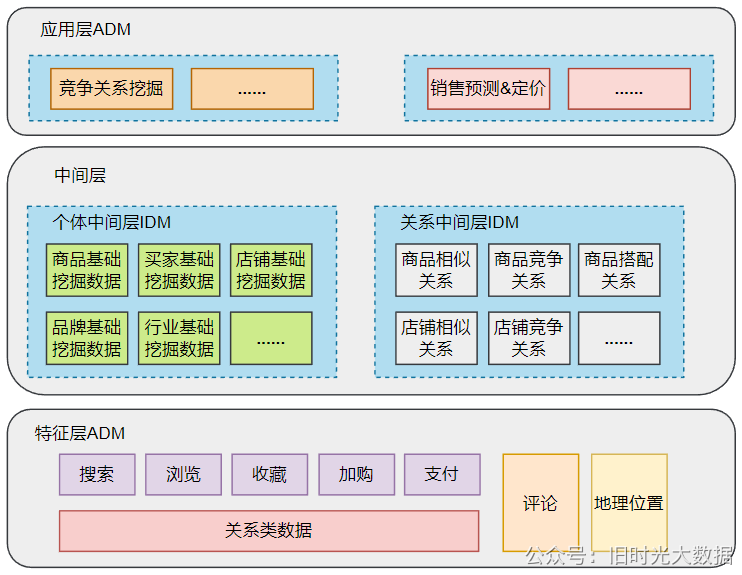 应用层ADM
竞争关系挖掘
......
销售预测&定价
......
中间层
个体中间层IDM
商品基础
挖掘数据
买家基础
挖掘数据
店铺基础
挖掘数据
品牌基础
挖掘数据
行业基础
挖掘数据
......
关系中间层IDM
商品相似
关系
商品竞争
关系
商品搭配
关系
店铺相似
关系
店铺竞争
关系
......
特征层ADM
搜索
浏览
收藏
加购
支付
关系类数据
评论
地理位置
公众号：旧时光大数据